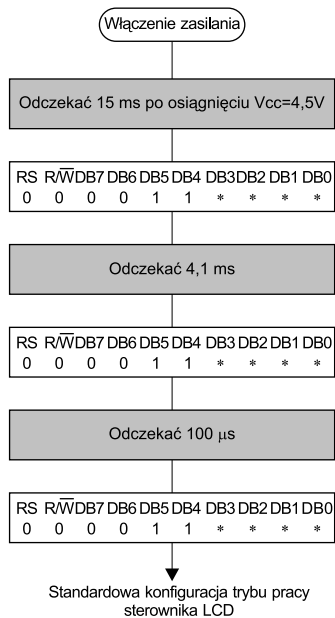 Włączenie zasilania
Odczekać 15 ms po osiągnięciu Vcc=4,5V
RS R/W̅ DB7 DB6 DB5 DB4 DB3 DB2 DB1 DB0
0 0 0 0 1 1 * * * *
Odczekać 4,1 ms
RS R/W̅ DB7 DB6 DB5 DB4 DB3 DB2 DB1 DB0
0 0 0 0 1 1 * * * *
Odczekać 100 µs
RS R/W̅ DB7 DB6 DB5 DB4 DB3 DB2 DB1 DB0
0 0 0 0 1 1 * * * *
Standardowa konfiguracja trybu pracy
sterownika LCD